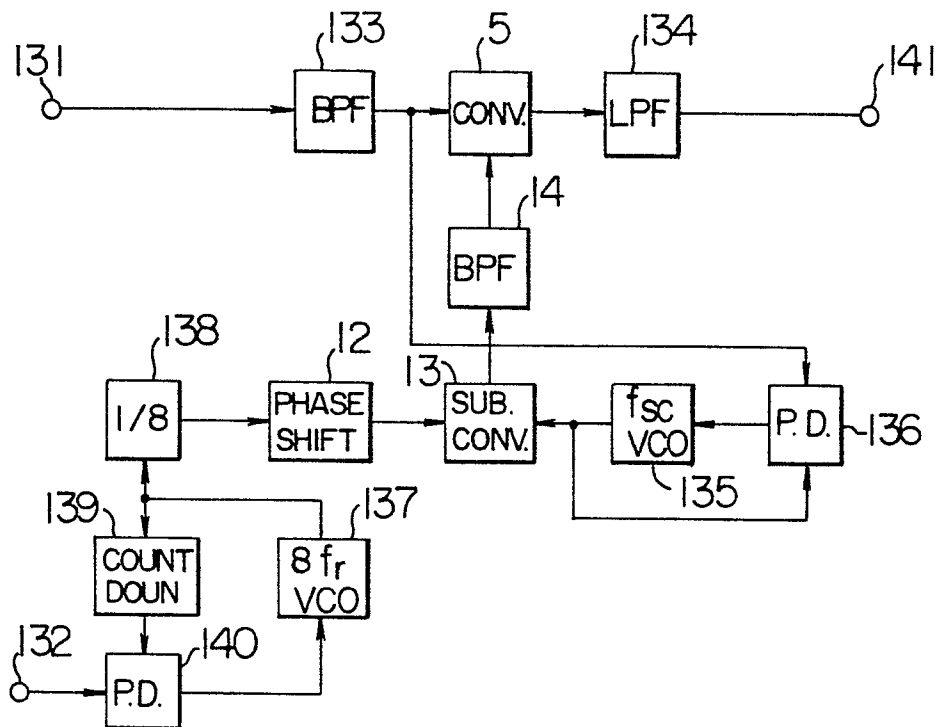 131
133
5
134
141
BPF
CONV.
LPF
14
BPF
138
12
13
1/8
PHASE
SHIFT
SUB.
CONV.
fsc
VCO
135
P.D.
136
139
COUNT
DOUN
137
8 fr
VCO
132
P.D.
140